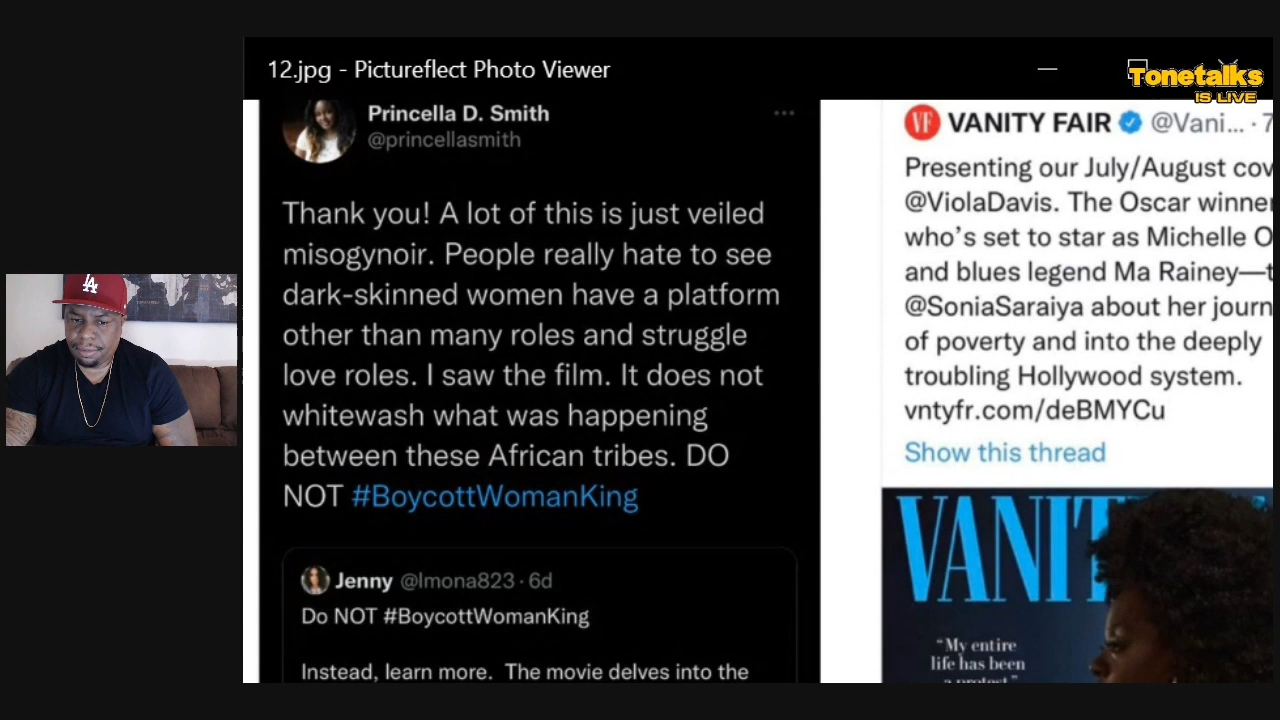 12.jpg - Pictureflect Photo Viewer
Tonetalks
IS LIVE
LA
Princella D. Smith
@princellasmith
Thank you! A lot of this is just veiled
misogynoir. People really hate to see
dark-skinned women have a platform
other than many roles and struggle
love roles. I saw the film. It does not
whitewash what was happening
between these African tribes. DO
NOT #BoycottWomanKing
Jenny @lmona823 · 6d
Do NOT #BoycottWomanKing
Instead, learn more. The movie delves into the
VF VANITY FAIR @Vani... · 7
Presenting our July/August cov
@ViolaDavis. The Oscar winner
who's set to star as Michelle O
and blues legend Ma Rainey—t
@SoniaSaraiya about her journ
of poverty and into the deeply
troubling Hollywood system.
vntyfr.com/deBMYCu
Show this thread
VANIT
“My entire
life has been
a protest”